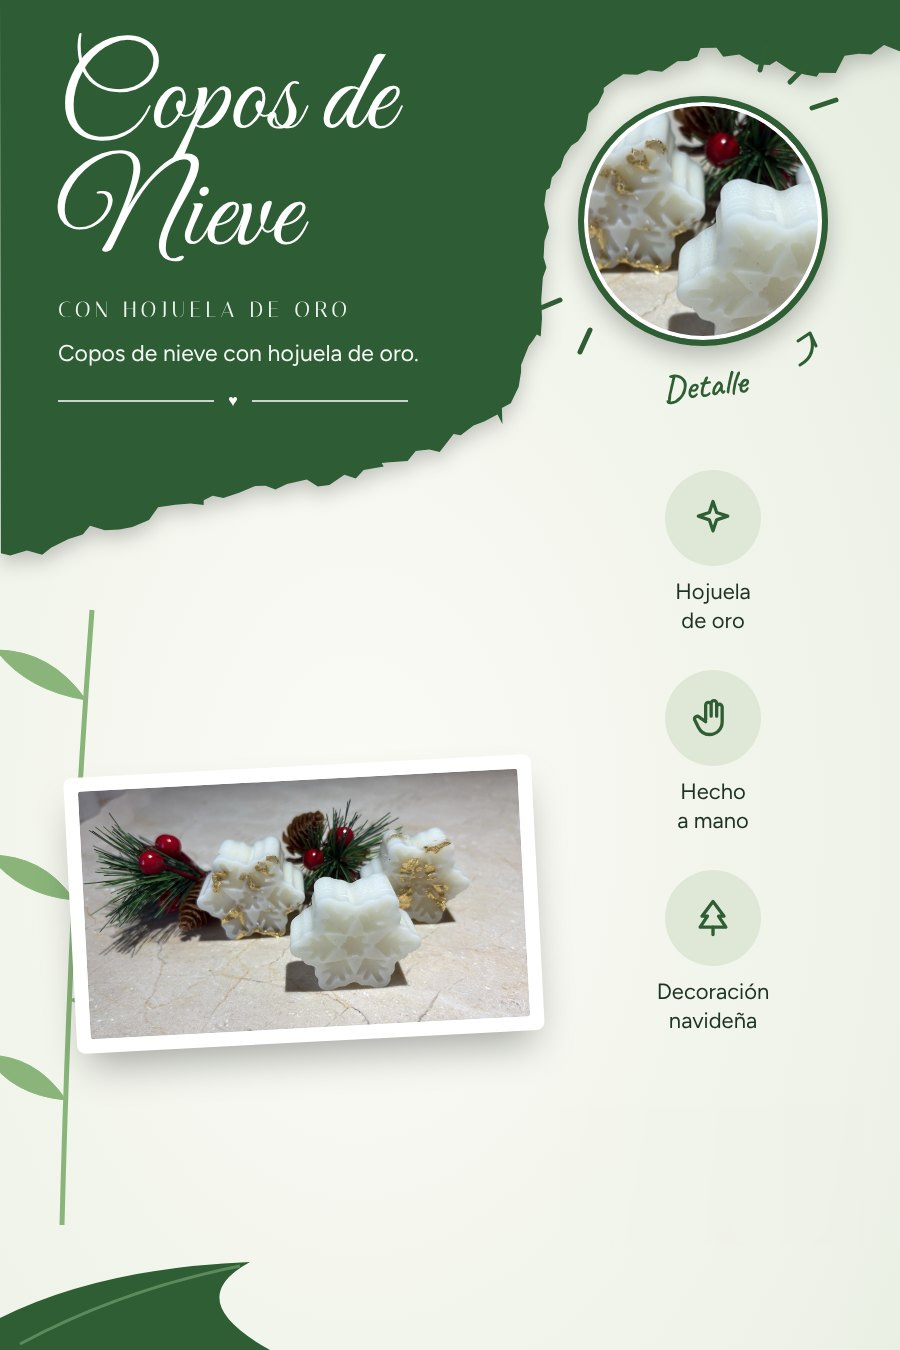 Copos de
Nieve
CON HOJUELA DE ORO
Copos de nieve con hojuela de oro.
Detalle
Hojuela
de oro
Hecho
a mano
Decoración
navideña